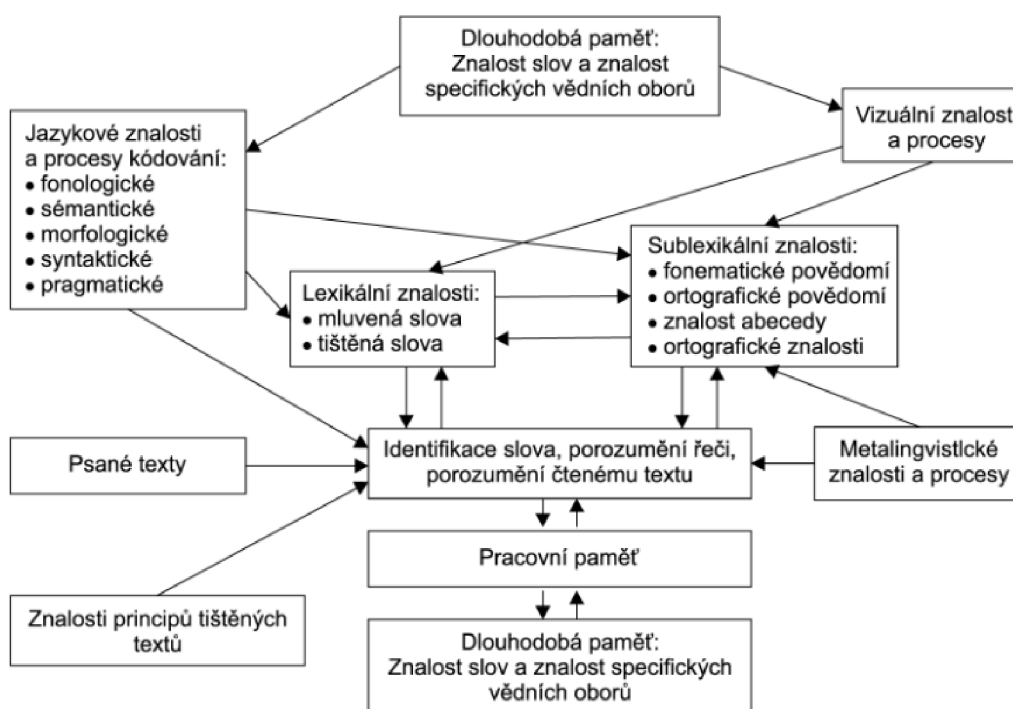 Dlouhodobá paměť:
Znalost slov a znalost
specifických vědních oborů
Jazykové znalosti
a procesy kódování:
• fonologické
• sémantické
• morfologické
• syntaktické
• pragmatické
Vizuální znalost
a procesy
Sublexikální znalosti:
• fonematické povědomí
• ortografické povědomí
• znalost abecedy
• ortografické znalosti
Lexikální znalosti:
• mluvená slova
• tištěná slova
Identifikace slova, porozumění řeči,
porozumění čtenému textu
Psané texty
Metalingvistlcké
znalosti a procesy
Pracovní paměť
Znalosti principů tištěných
textů
Dlouhodobá paměť:
Znalost slov a znalost specifických
vědních oborů